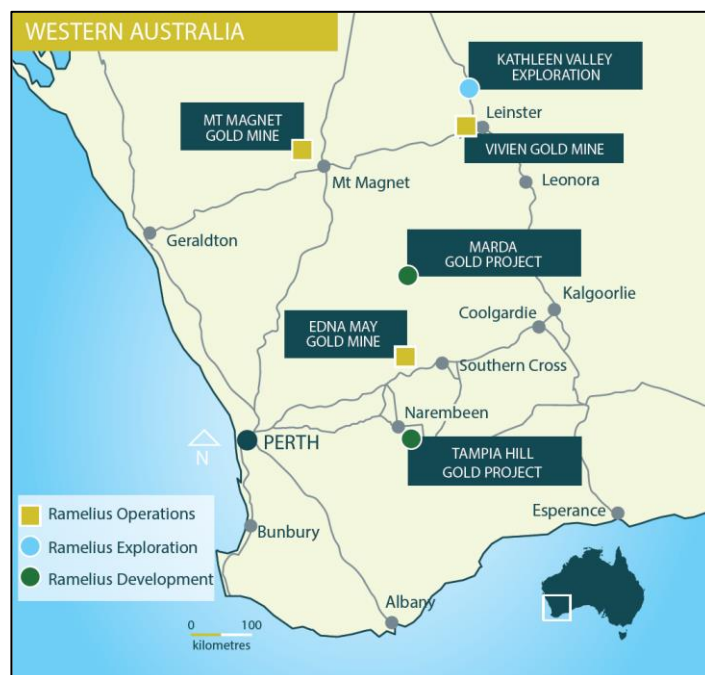 WESTERN AUSTRALIA
KATHLEEN VALLEY
EXPLORATION
MT MAGNET
GOLD MINE
Leinster
VIVIEN GOLD MINE
Mt Magnet
Leonora
Geraldton
MARDA
GOLD PROJECT
Kalgoorlie
Coolgardie
EDNA MAY
GOLD MINE
Southern Cross
Narembeen
PERTH
N
TAMPIA HILL
GOLD PROJECT
Ramelius Operations
Esperance
Bunbury
Ramelius Exploration
Ramelius Development
Albany
0 100
kilometres